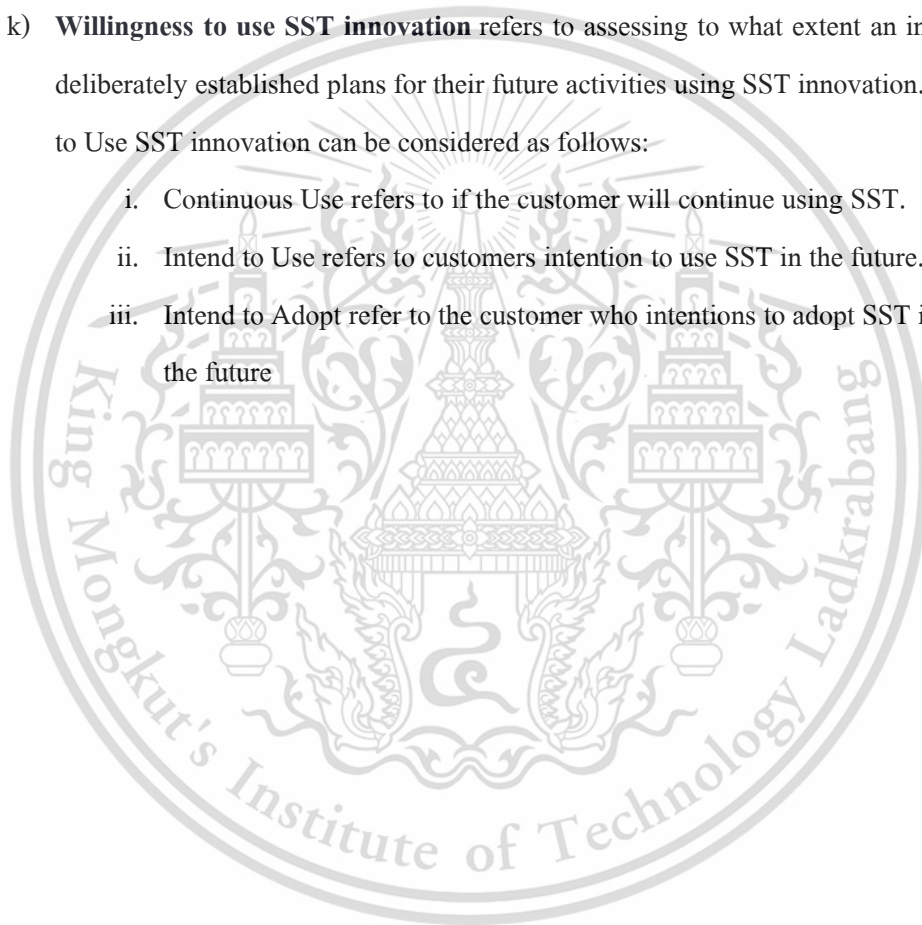 k) Willingness to use SST innovation refers to assessing to what extent an
deliberately established plans for their future activities using SST innovation.
to Use SST innovation can be considered as follows:
i. Continuous Use refers to if the customer will continue using SST.
ii. Intend to Use refers to customers intention to use SST in the future.
iii. Intend to Adopt refer to the customer who intentions to adopt SST
the future
King Mongkut's Institute of Technology Ladkrabang